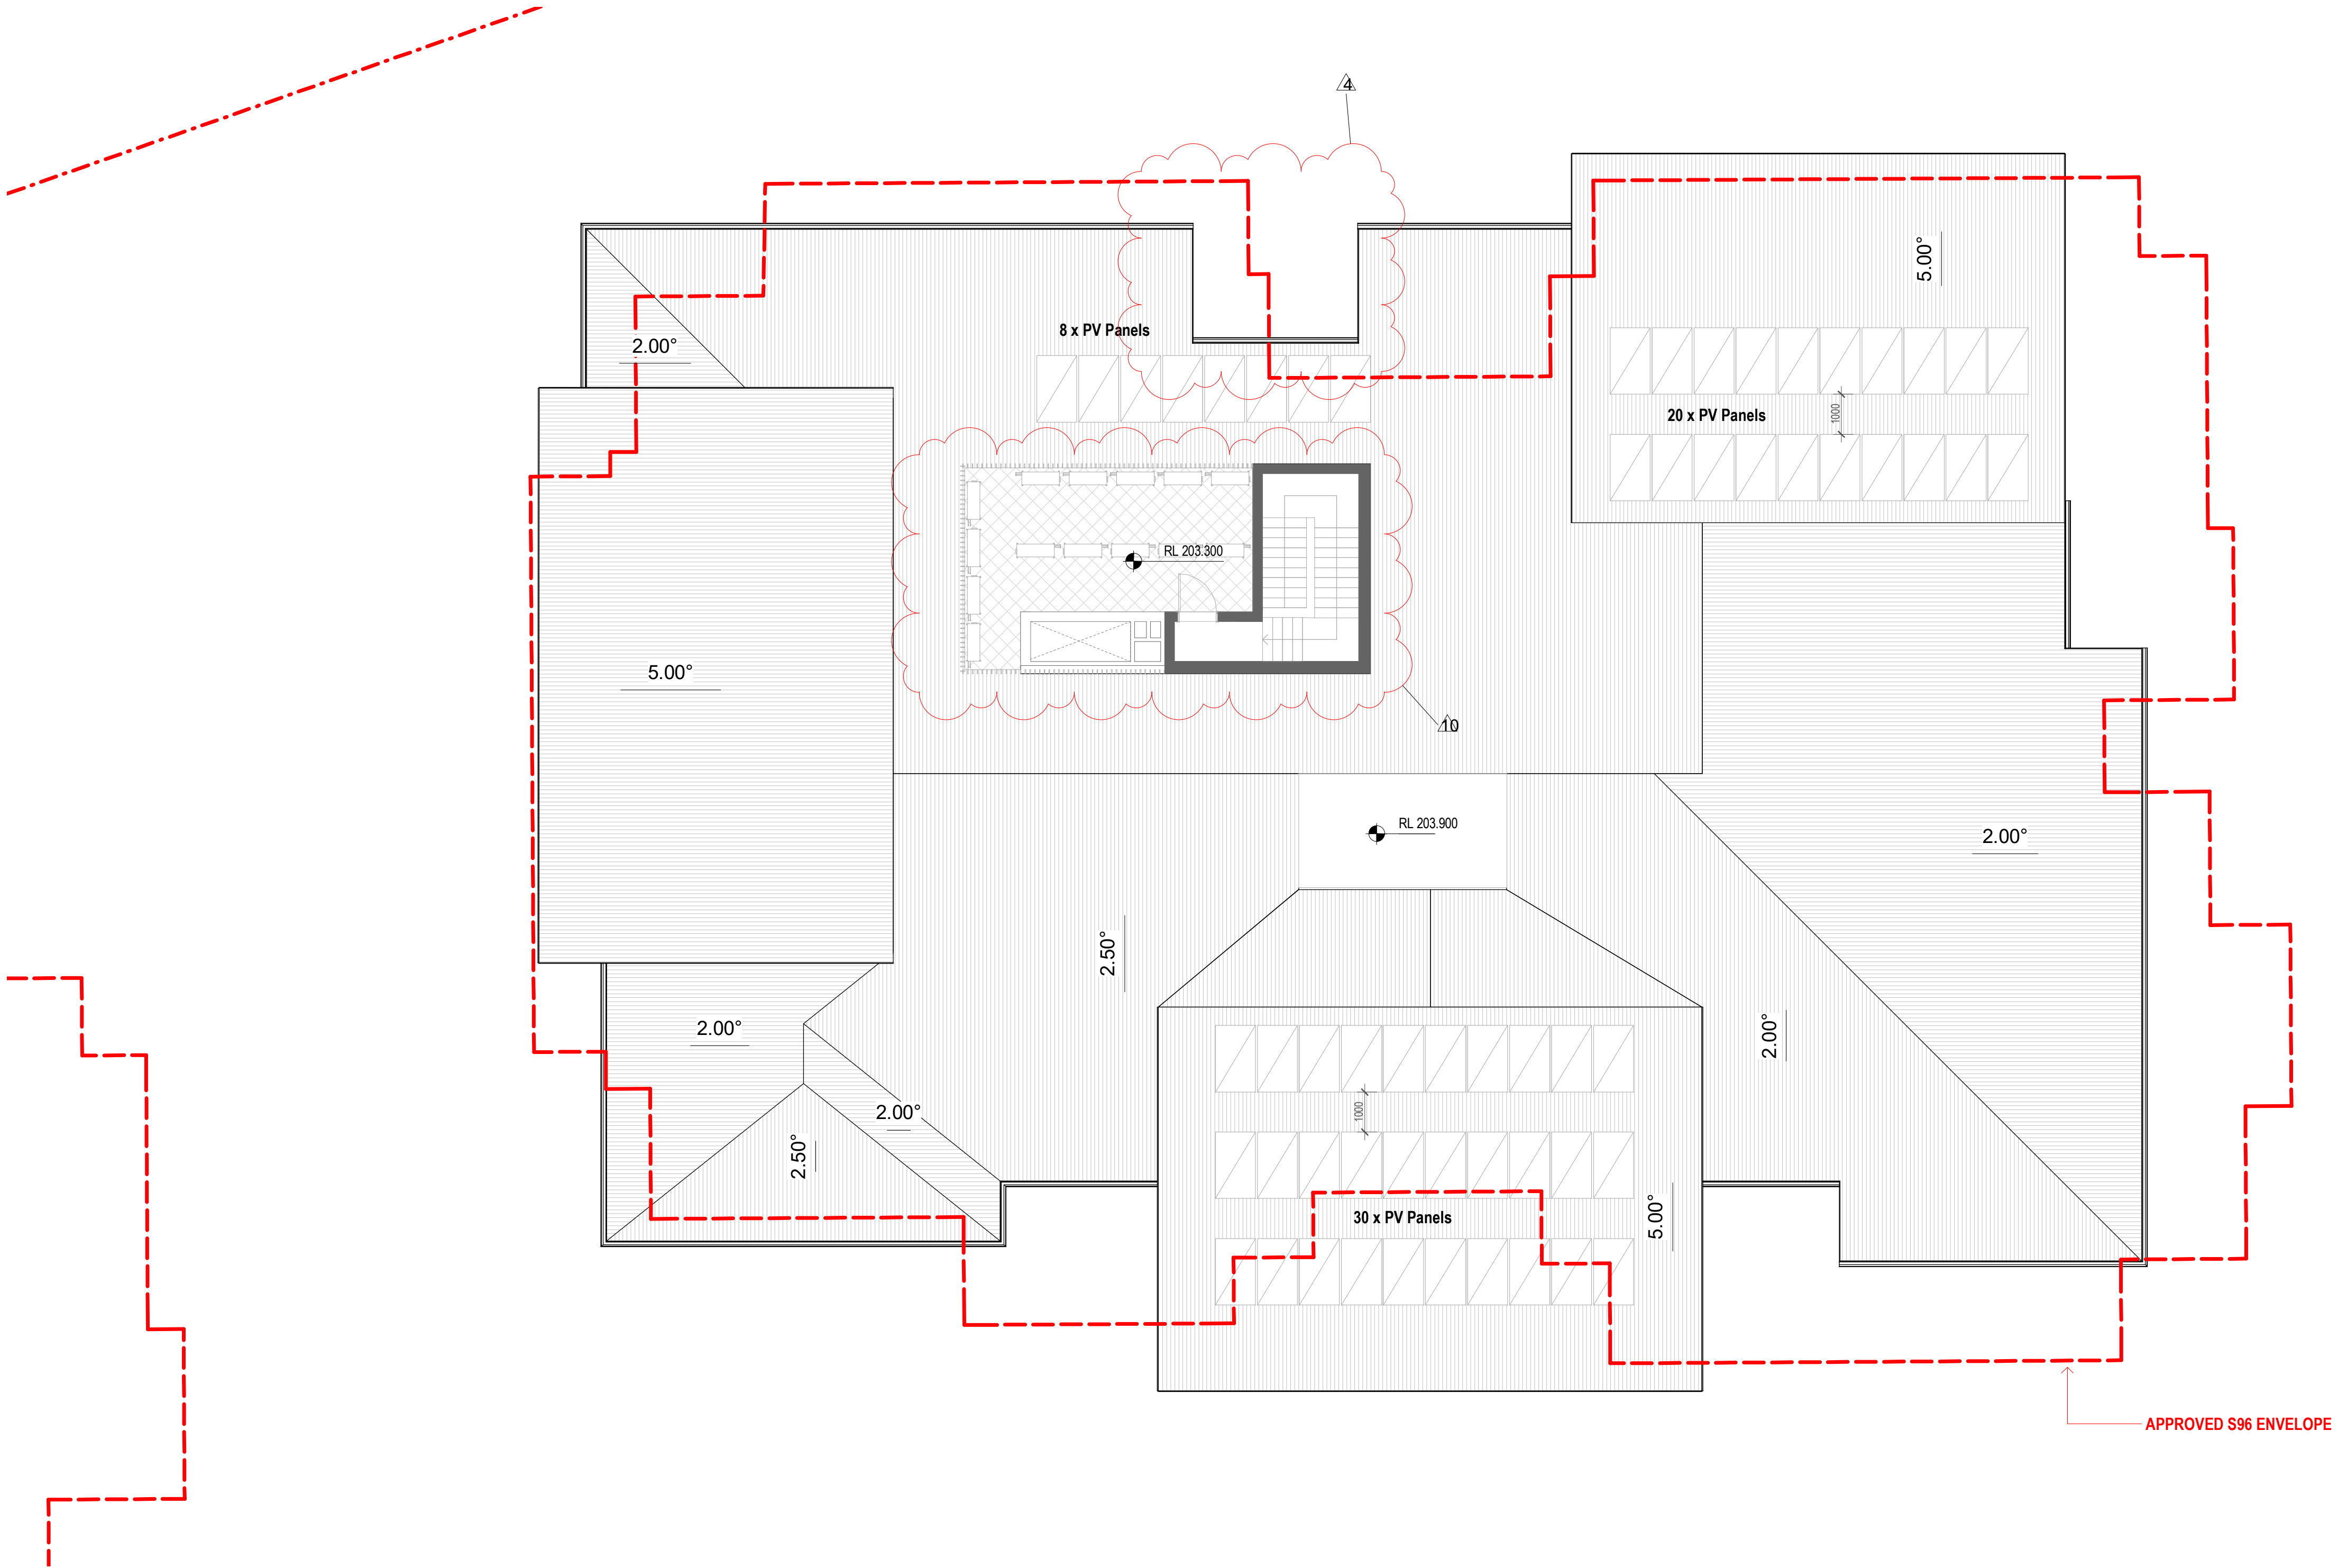 4
5.00°
8 x PV Panels
2.00°
20 x PV Panels
1000
RL 203.300
5.00°
10
RL 203.900
2.00°
2.50°
2.00°
2.00°
1000
2.00°
2.50°
30 x PV Panels
5.00°
APPROVED S96 ENVELOPE